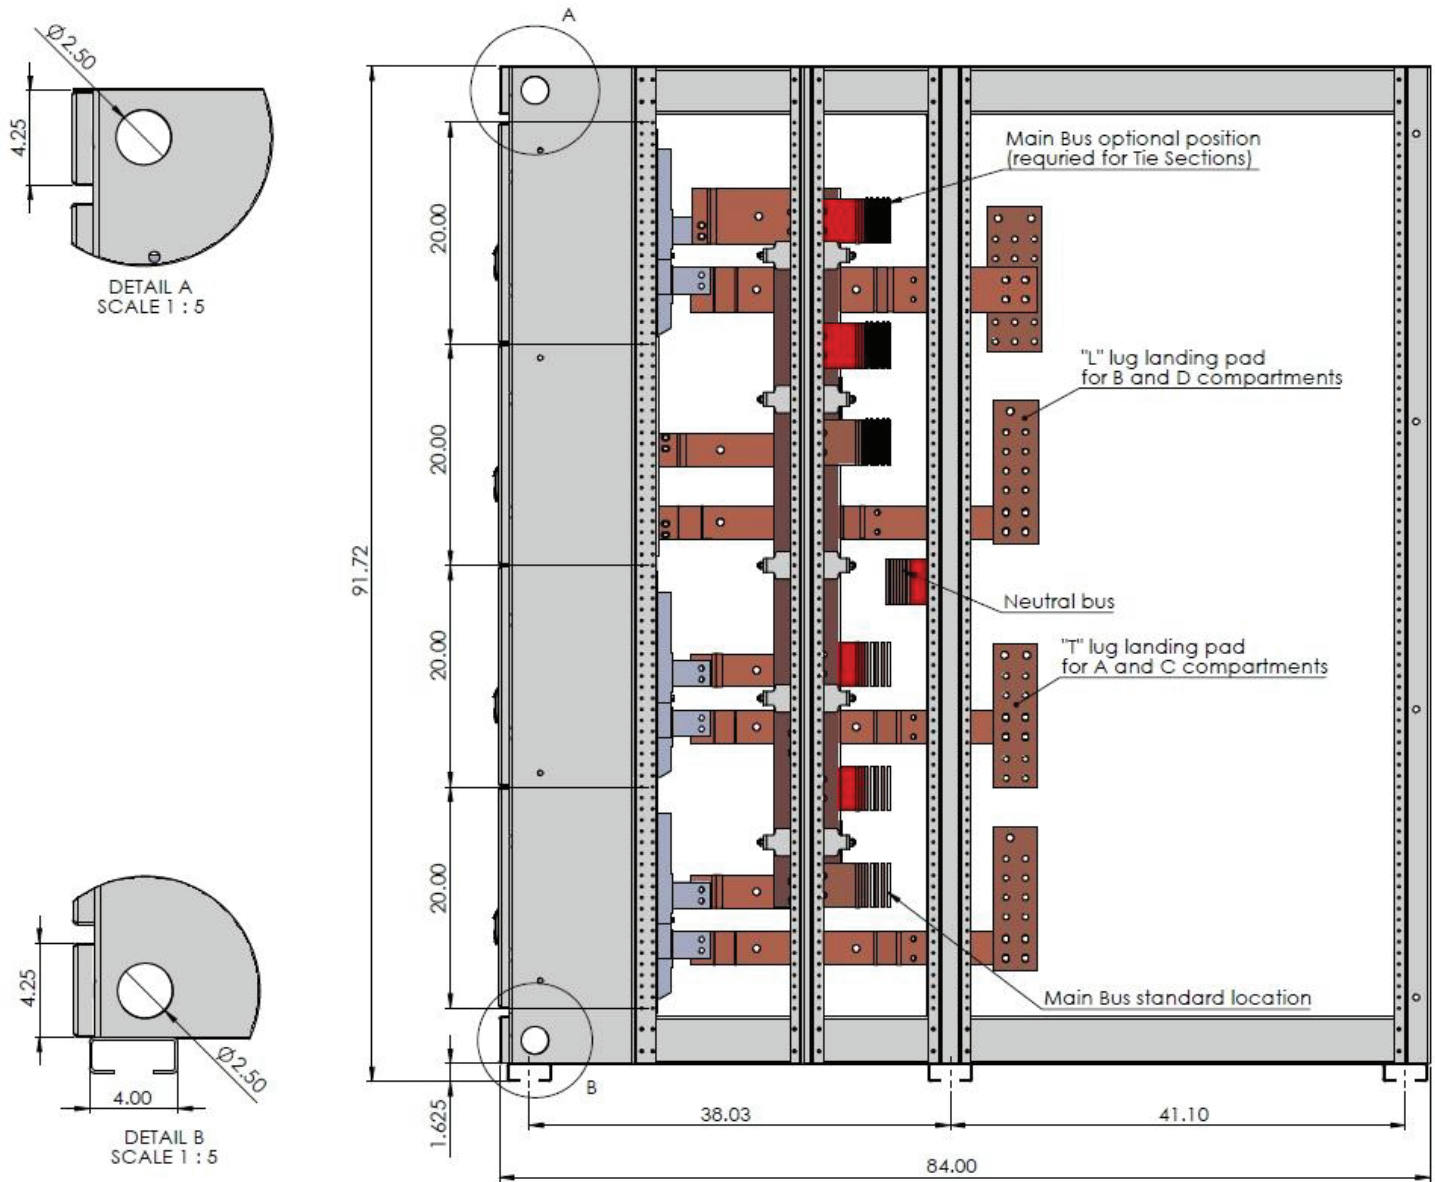 A
Ø2.50
4.25
DETAIL A
SCALE 1 : 5
Main Bus optional position
(requried for Tie Sections)
20.00
"L" lug landing pad
for B and D compartments
20.00
91.72
Neutral bus
"T" lug landing pad
for A and C compartments
20.00
20.00
Main Bus standard location
4.25
Ø2.50
4.00
DETAIL B
SCALE 1 : 5
B
1.625
38.03
41.10
84.00